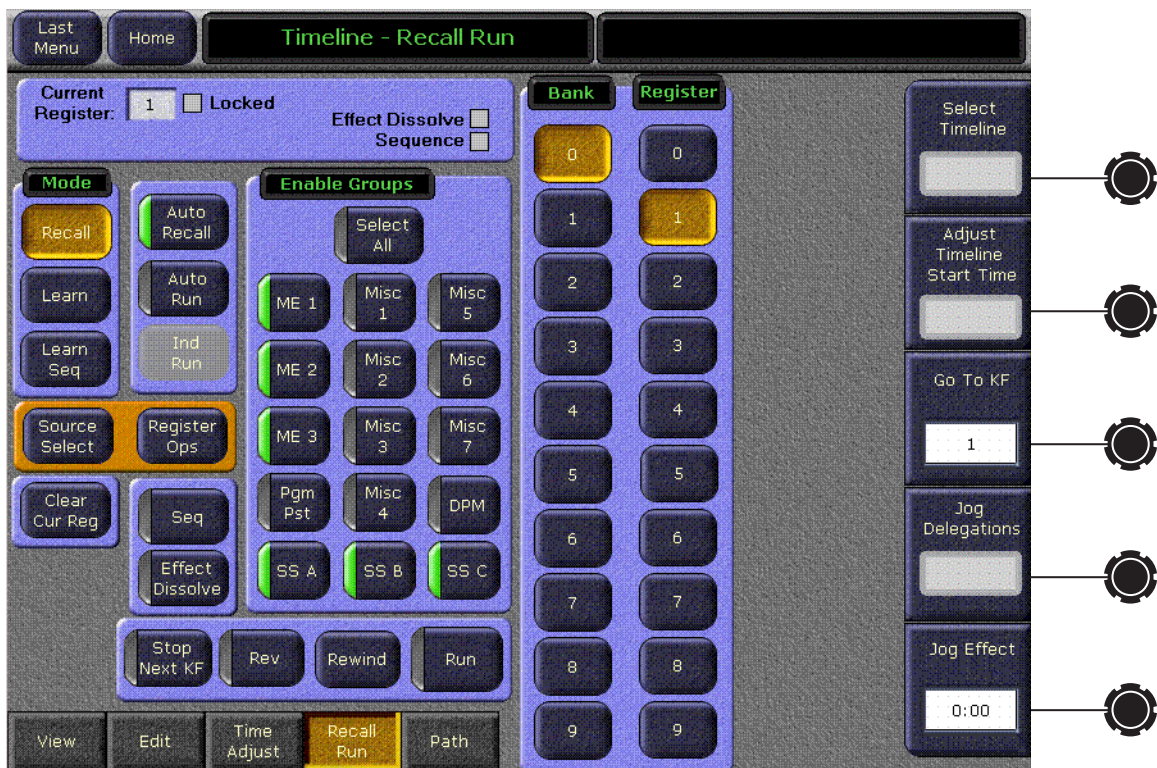 Last
Menu
Home
Timeline - Recall Run
Current
Register:
1
Locked
Effect Dissolve
Sequence
Mode
Recall
Learn
Learn
Seq
Auto
Recall
Auto
Run
Ind
Run
Source
Select
Register
Ops
Clear
Cur Reg
Seq
Effect
Dissolve
Enable Groups
Select
All
ME 1
Misc
1
Misc
5
ME 2
Misc
2
Misc
6
ME 3
Misc
3
Misc
7
Pgm
Pst
Misc
4
DPM
SS A
SS B
SS C
Stop
Next KF
Rev
Rewind
Run
Bank
0
1
2
3
4
5
6
7
8
9
Register
0
1
2
3
4
5
6
7
8
9
Select
Timeline
Adjust
Timeline
Start Time
Go To KF
1
Jog
Delegations
Jog Effect
0:00
View
Edit
Time
Adjust
Recall
Run
Path